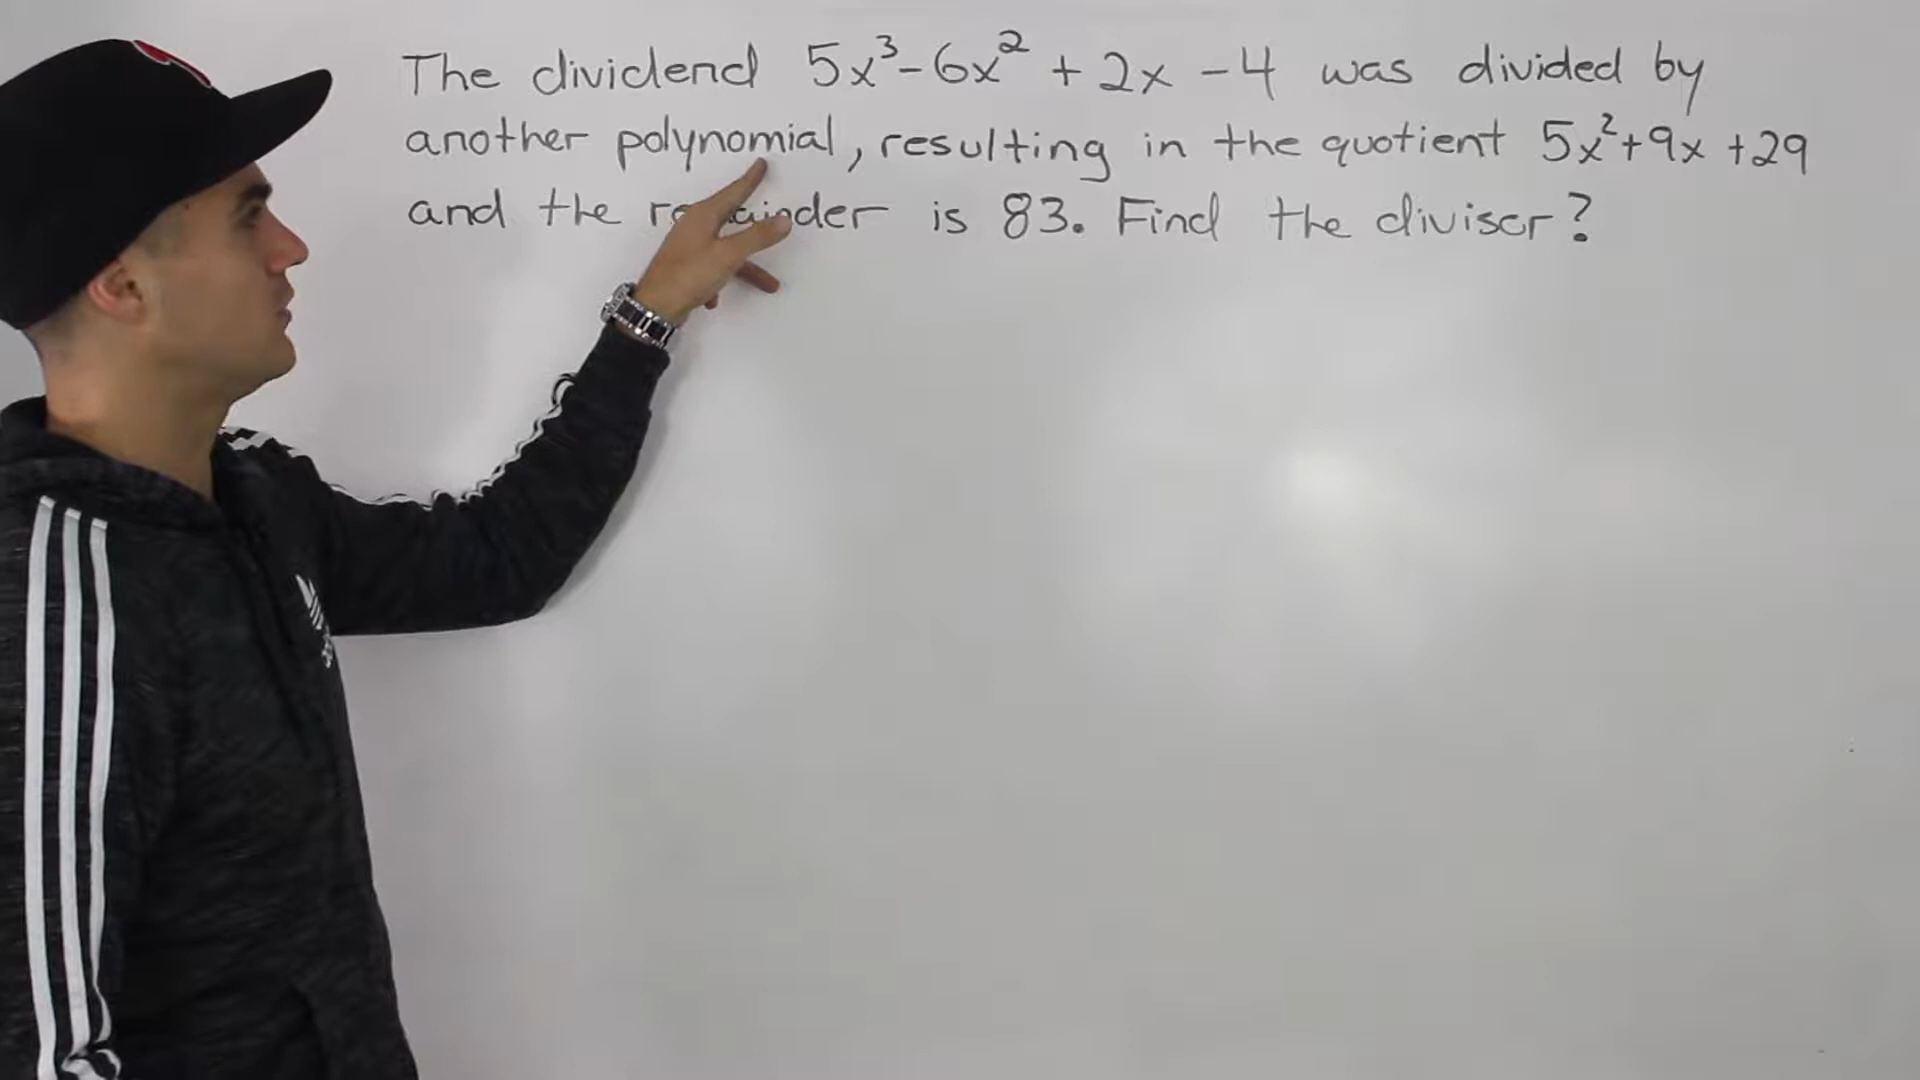 The dividend 5x³-6x² + 2x - 4 was divided by
another polynomial, resulting in the quotient 5x²+9x +29
and the remainder is 83. Find the divisor?